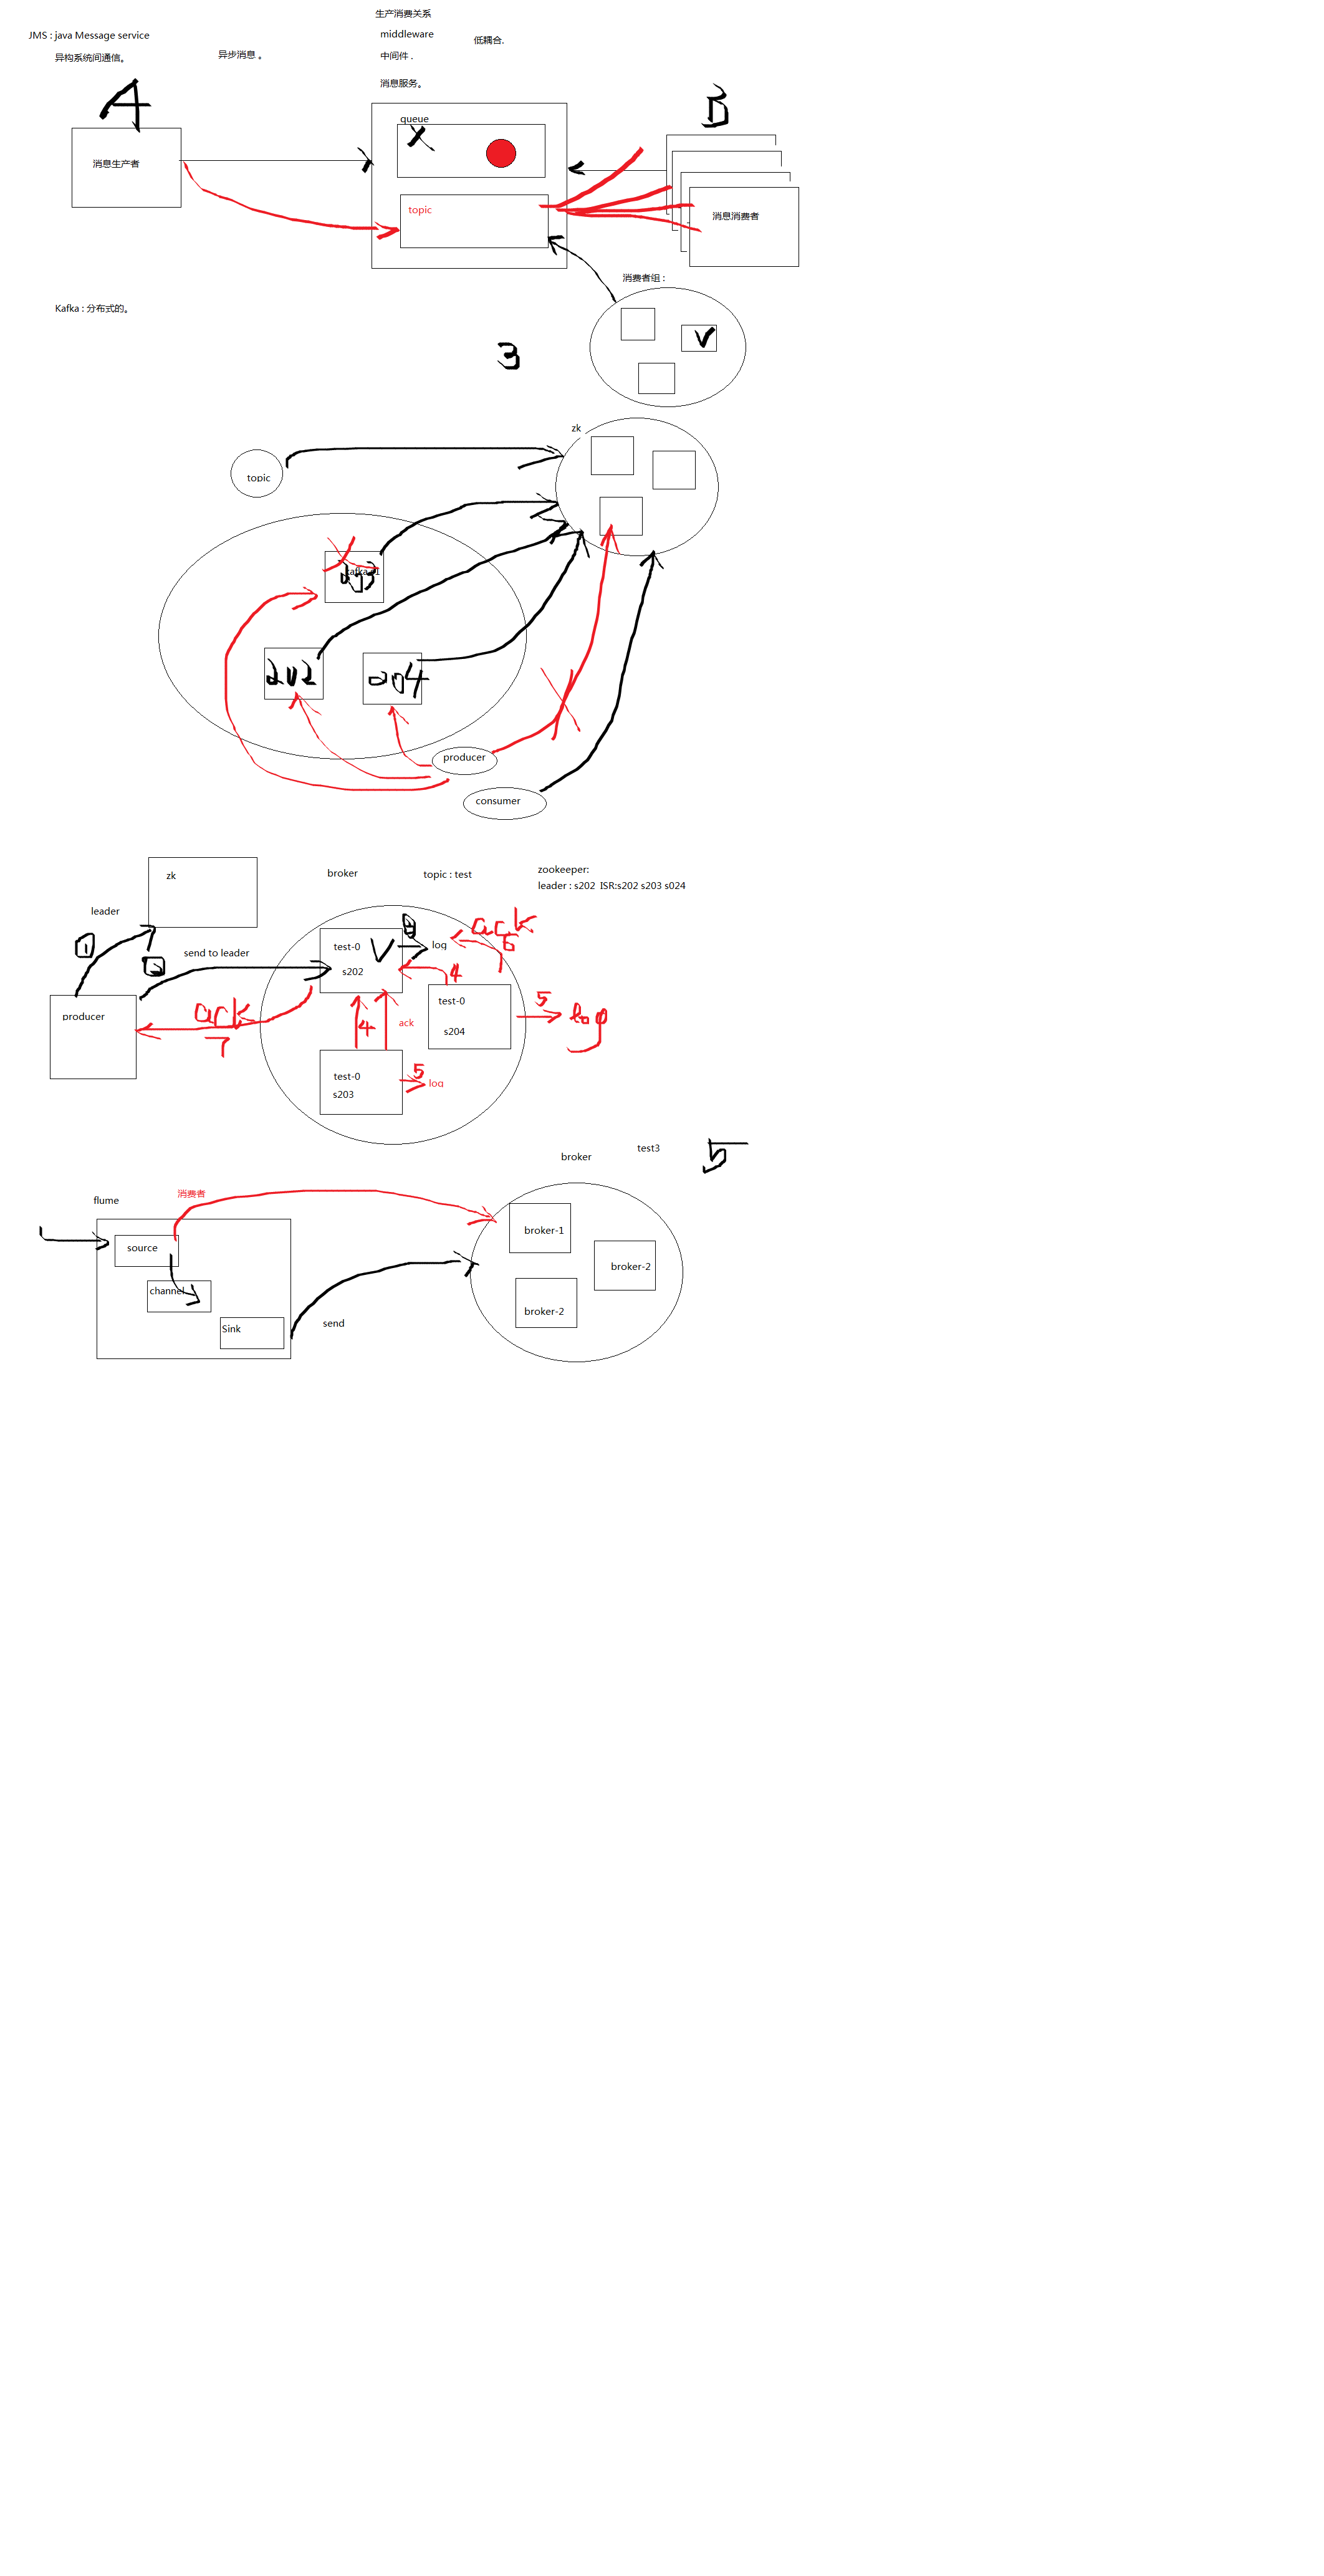 生产消费关系
JMS : java Message service
middleware
低耦合.
异构系统间通信。
异步消息 。
中间件 .
消息服务。
A
B
queue
消息生产者
topic
消息消费者
消费者组 :
Kafka : 分布式的。
V
3
zk
topic
202
204
producer
consumer
zookeeper:
broker
topic : test
leader : s202  ISR:s202 s203 s024
zk
leader
1
send to leader
2
test-0
V
3
log
ack
6
s202
4
test-0
5
log
producer
ack
7
4
ack
s204
test-0
5
log
s203
broker
test3
5
flume
消费者
source
broker-1
channel
broker-2
Sink
send
broker-2